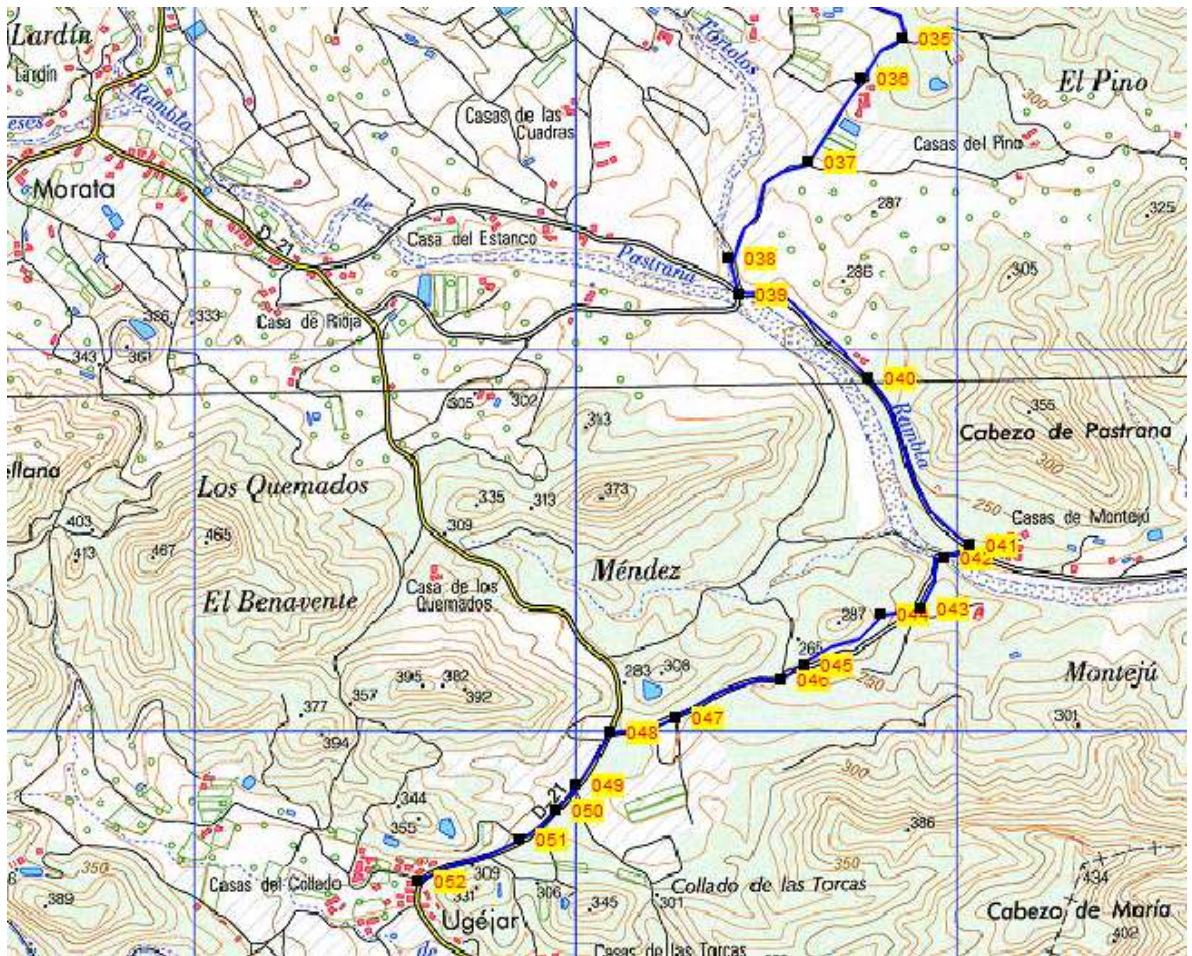 Lardín
Lardín
Tórtolos
035
036
El Pino
300
eses
Rambla
Casas de las
Cuadras
Casas del Pino
037
Morata
de
287
325
D. 21
Casa del Estanco
Pastrana
038
286
305
039
Casa de Rioja
333
343
361
040
305
302
313
355
Rambla
Cabezo de Pastrana
ellana
300
Los Quemados
335
313
373
250
Casas de Montejú
403
465
309
041
413
467
042
Méndez
Casa de los
Quemados
El Benavente
287
044
043
265
045
283
308
046
250
Montejú
395
382
392
357
377
047
301
394
048
300
049
D. 21
344
050
355
386
051
350
Casas del Collado
052
309
331
306
Collado de las Torcas
434
389
345
301
Ugéjar
Cabezo de María
402
de
Casas de las Torcas